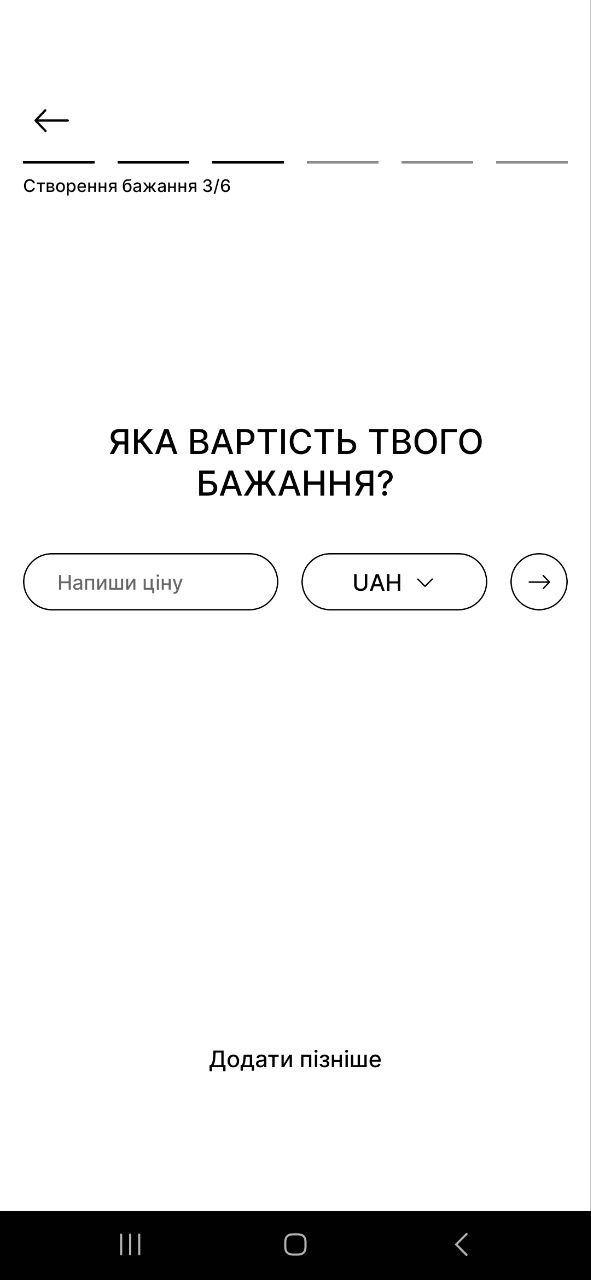 Створення бажання 3/6
ЯКА ВАРТІСТЬ ТВОГО
БАЖАННЯ?
Напиши ціну
UAH
Додати пізніше